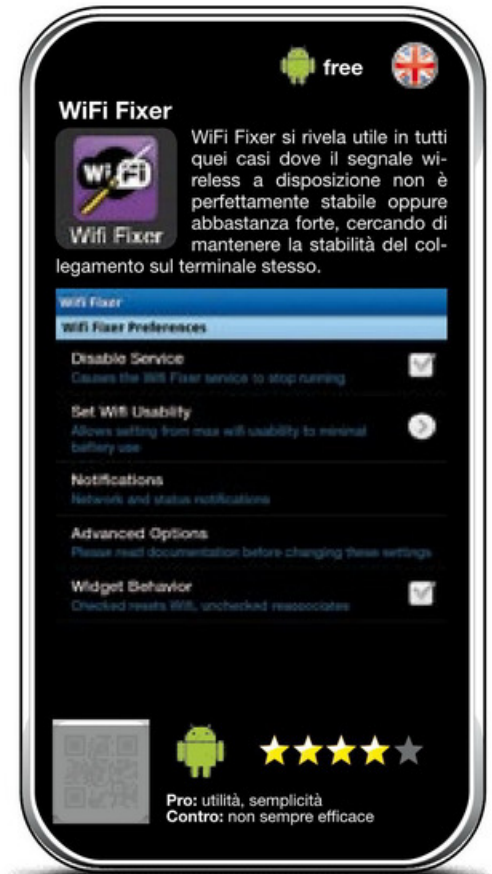 free
WiFi Fixer
Wi Fi
Wifi Fixer
WiFi Fixer si rivela utile in tutti
quei casi dove il segnale wi-
reless a disposizione non è
perfettamente stabile oppure
abbastanza forte, cercando di
mantenere la stabilità del col-
legamento sul terminale stesso.
Wifi Fixer
Wifi Fixer Preferences
Disable Service
Causes the Wifi Fixer service to stop running
Set Wifi Usability
Allows setting from max wifi usability to minimal
battery use
Notifications
Network and status notifications
Advanced Options
Please read documentation before changing these settings
Widget Behavior
Checked resets Wifi, unchecked reassociates
Pro: utilità, semplicità
Contro: non sempre efficace